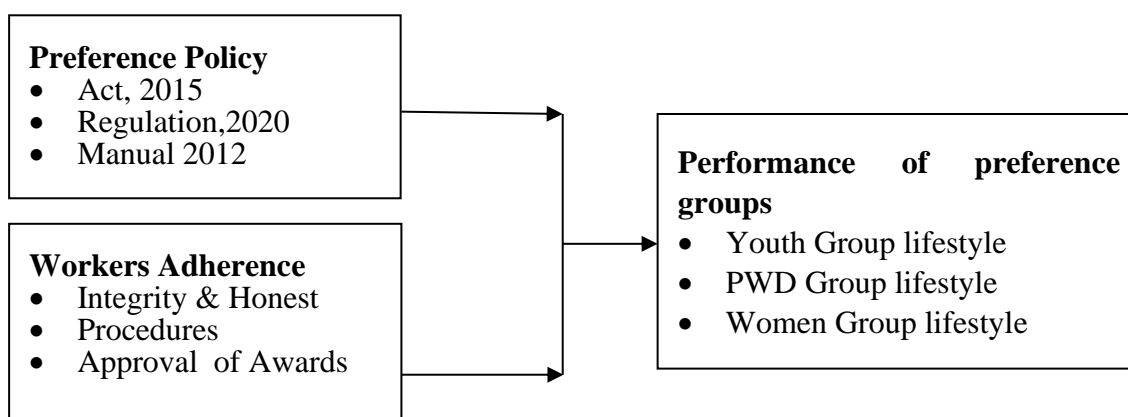 Preference Policy
• Act, 2015
• Regulation,2020
• Manual 2012
Workers Adherence
• Integrity & Honest
• Procedures
• Approval of Awards
Performance of preference
groups
• Youth Group lifestyle
• PWD Group lifestyle
• Women Group lifestyle